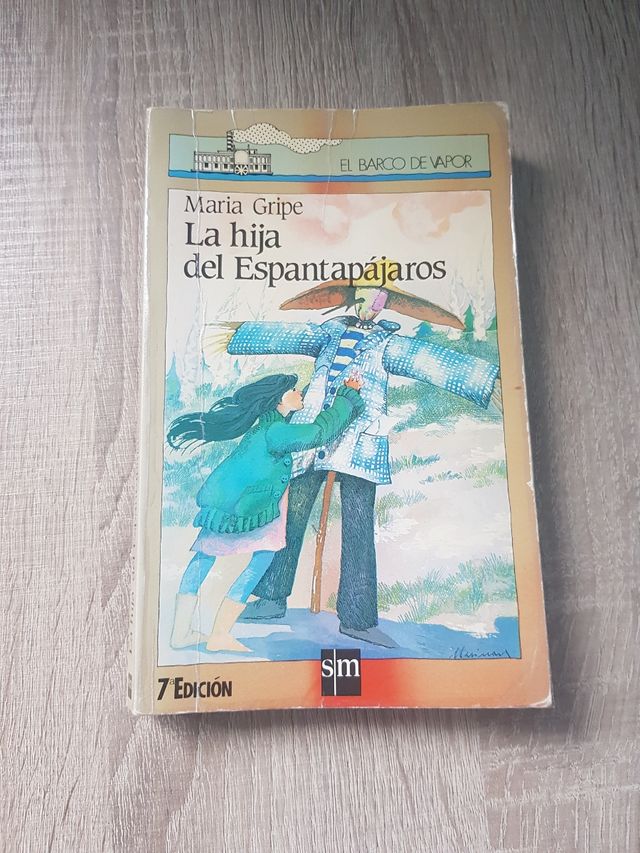 EL BARCO DE VAPOR
Maria Gripe
La hija
del Espantapájaros
sm
7ª EDICIÓN